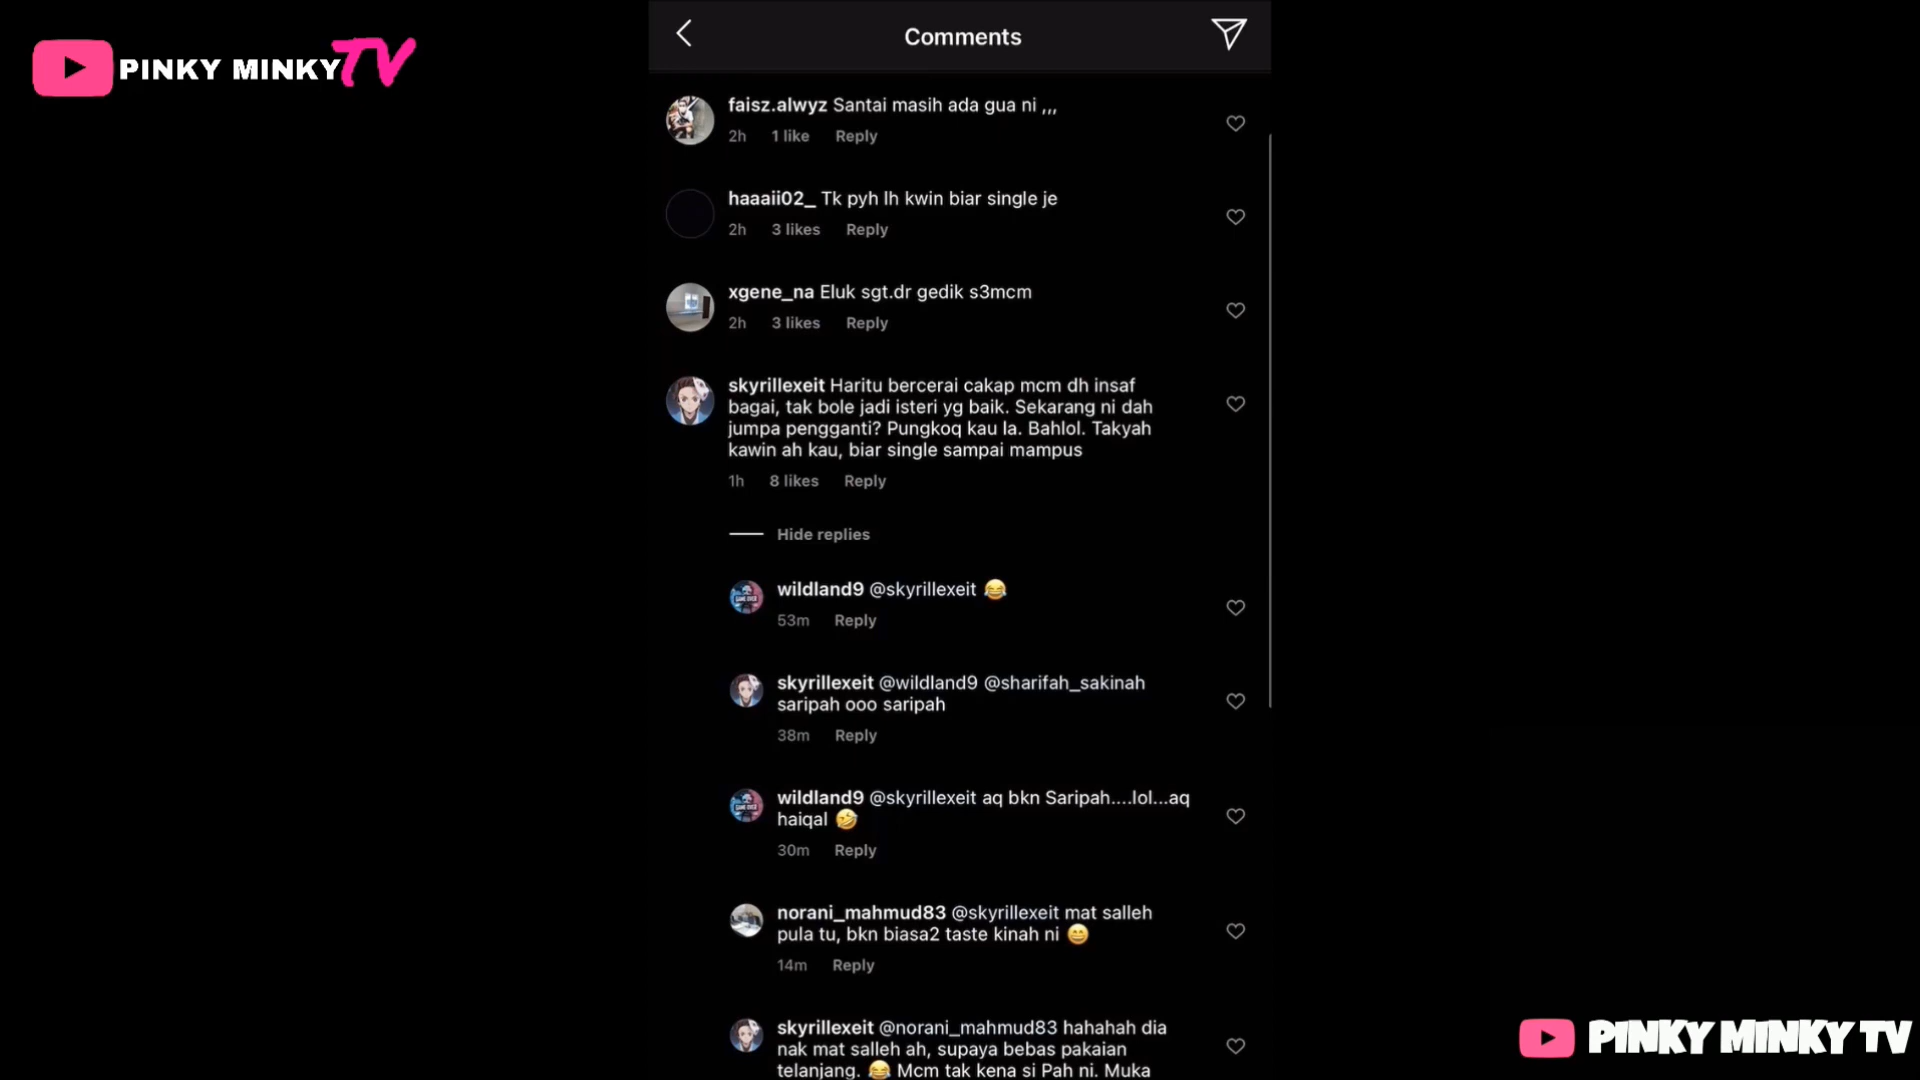 PINKY MINKY TV
Comments
faisz.alwyz Santai masih ada gua ni ,,,
2h 1 like Reply
haaaii02_ Tk pyh lh kwin biar single je
2h 3 likes Reply
xgene_na Eluk sgt.dr gedik s3mcm
2h 3 likes Reply
skyrillexeit Haritu bercerai cakap mcm dh insaf
bagai, tak bole jadi isteri yg baik. Sekarang ni dah
jumpa pengganti? Pungkoq kau la. Bahlol. Takyah
kawin ah kau, biar single sampai mampus
1h 8 likes Reply
Hide replies
wildland9 @skyrillexeit 😂
53m Reply
skyrillexeit @wildland9 @sharifah_sakinah
saripah ooo saripah
38m Reply
wildland9 @skyrillexeit aq bkn Saripah....lol...aq
haiqal 🤣
30m Reply
norani_mahmud83 @skyrillexeit mat salleh
pula tu, bkn biasa2 taste kinah ni 😄
14m Reply
skyrillexeit @norani_mahmud83 hahahah dia
nak mat salleh ah, supaya bebas pakaian
telanjang. 😂 Mcm tak kena si Pah ni. Muka
PINKY MINKY TV